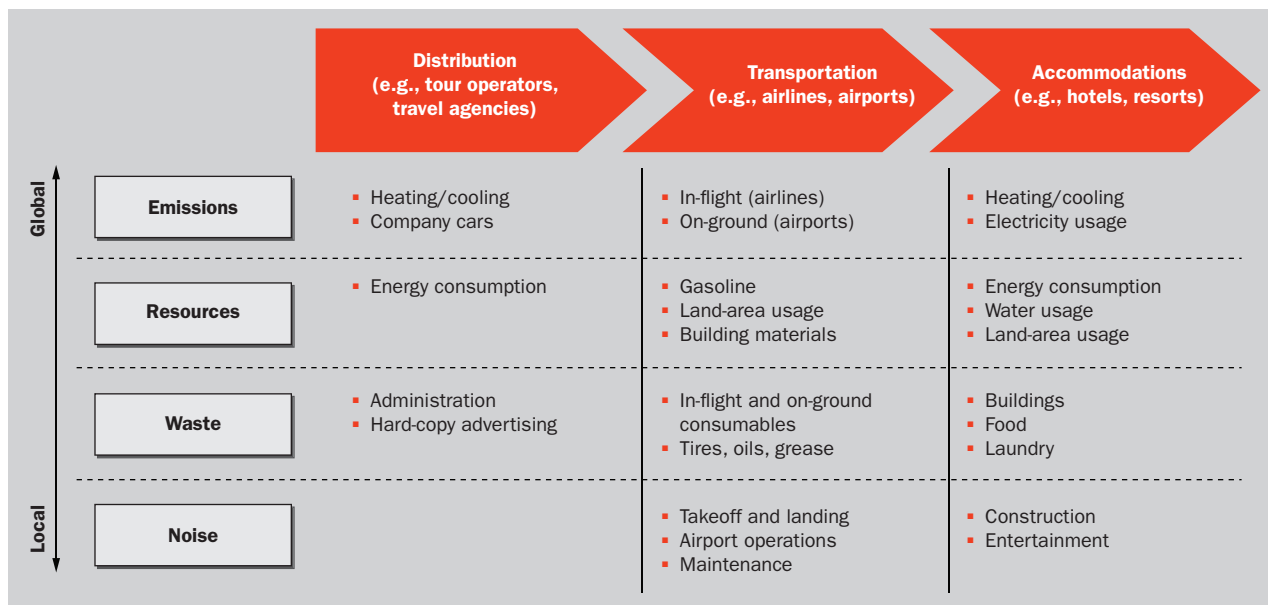 Distribution
(e.g., tour operators,
travel agencies)
Transportation
(e.g., airlines, airports)
Accommodations
(e.g., hotels, resorts)
Global
Emissions
▪ Heating/cooling
▪ Company cars
▪ In-flight (airlines)
▪ On-ground (airports)
▪ Heating/cooling
▪ Electricity usage
Resources
▪ Energy consumption
▪ Gasoline
▪ Land-area usage
▪ Building materials
▪ Energy consumption
▪ Water usage
▪ Land-area usage
Waste
▪ Administration
▪ Hard-copy advertising
▪ In-flight and on-ground
consumables
▪ Tires, oils, grease
▪ Buildings
▪ Food
▪ Laundry
Local
Noise
▪ Takeoff and landing
▪ Airport operations
▪ Maintenance
▪ Construction
▪ Entertainment